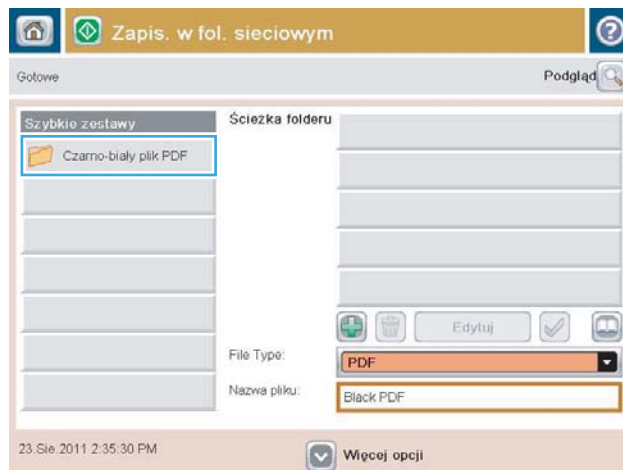 Zapis. w fol. sieciowym
Gotowe
Podgląd
Szybkie zestawy
Czarno-biały plik PDF
Ścieżka folderu
Edytuj
File Type:
PDF
Nazwa pliku:
Black PDF
23.Sie.2011 2:35:30 PM
Więcej opcji